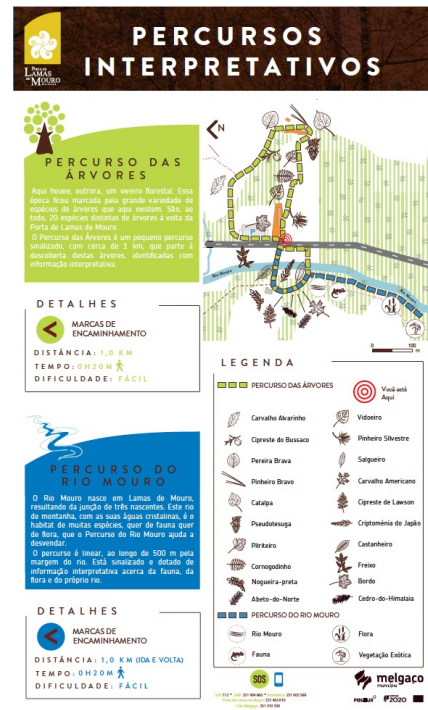 PERCURSOS
INTERPRETATIVOS
PORTA DE
LAMAS
DE MOURO
PERCURSO DAS
ÁRVORES
Aqui houve, outrora, um viveiro florestal. Essa
época ficou marcada pela grande variedade de
espécies de árvores que aqui existem. São, ao
todo, 20 espécies distintas de árvores à volta da
Porta de Lamas de Mouro.
O Percurso das Árvores é um pequeno percurso
sinalizado, com cerca de 1 km, que parte à
descoberta destas árvores, identificadas com
informação interpretativa.
DETALHES
MARCAS DE
ENCAMINHAMENTO
DISTÂNCIA: 1,0 KM
TEMPO: 0H20M
DIFICULDADE: FÁCIL
PERCURSO DO
RIO MOURO
O Rio Mouro nasce em Lamas de Mouro,
resultando da junção de três nascentes. Este rio
de montanha, com as suas águas cristalinas, é o
habitat de muitas espécies, quer de fauna quer
de flora, que o Percurso do Rio Mouro ajuda a
desvendar.
O percurso é linear, ao longo de 500 m pela
margem do rio. Está sinalizado e dotado de
informação interpretativa acerca da fauna, da
flora e do próprio rio.
DETALHES
MARCAS DE
ENCAMINHAMENTO
DISTÂNCIA: 1,0 KM (IDA E VOLTA)
TEMPO: 0H20M
DIFICULDADE: FÁCIL
N
P
Rio Mouro
Rio Mouro
0 100
m
LEGENDA
PERCURSO DAS ÁRVORES
Você está
Aqui
Carvalho Alvarinho
Vidoeiro
Cipreste do Bussaco
Pinheiro Silvestre
Pereira Brava
Salgueiro
Pinheiro Bravo
Carvalho Americano
Catalpa
Cipreste de Lawson
Pseudotesuga
Criptoméria do Japão
Pilriteiro
Castanheiro
Cornogodinho
Freixo
Nogueira-preta
Bordo
Abeto-do-Norte
Cedro-do-Himalaia
PERCURSO DO RIO MOURO
Rio Mouro
Flora
Fauna
Vegetação Exótica
SOS
melgaço
município
2020